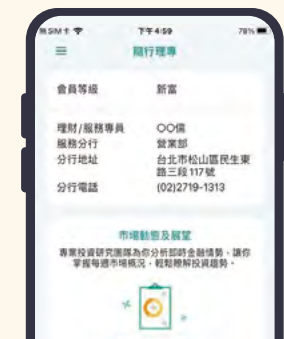 無SIM卡 下午4:59 78%
隨行理專
會員等級 新富
理財/服務專員 〇〇儒
服務分行 營業部
分行地址 台北市松山區民生東
路三段117號
分行電話 (02)2719-1313
市場動態及展望
專業投資研究團隊為你分析即時金融情勢，讓你
掌握每週市場概況，輕鬆瞭解投資趨勢。